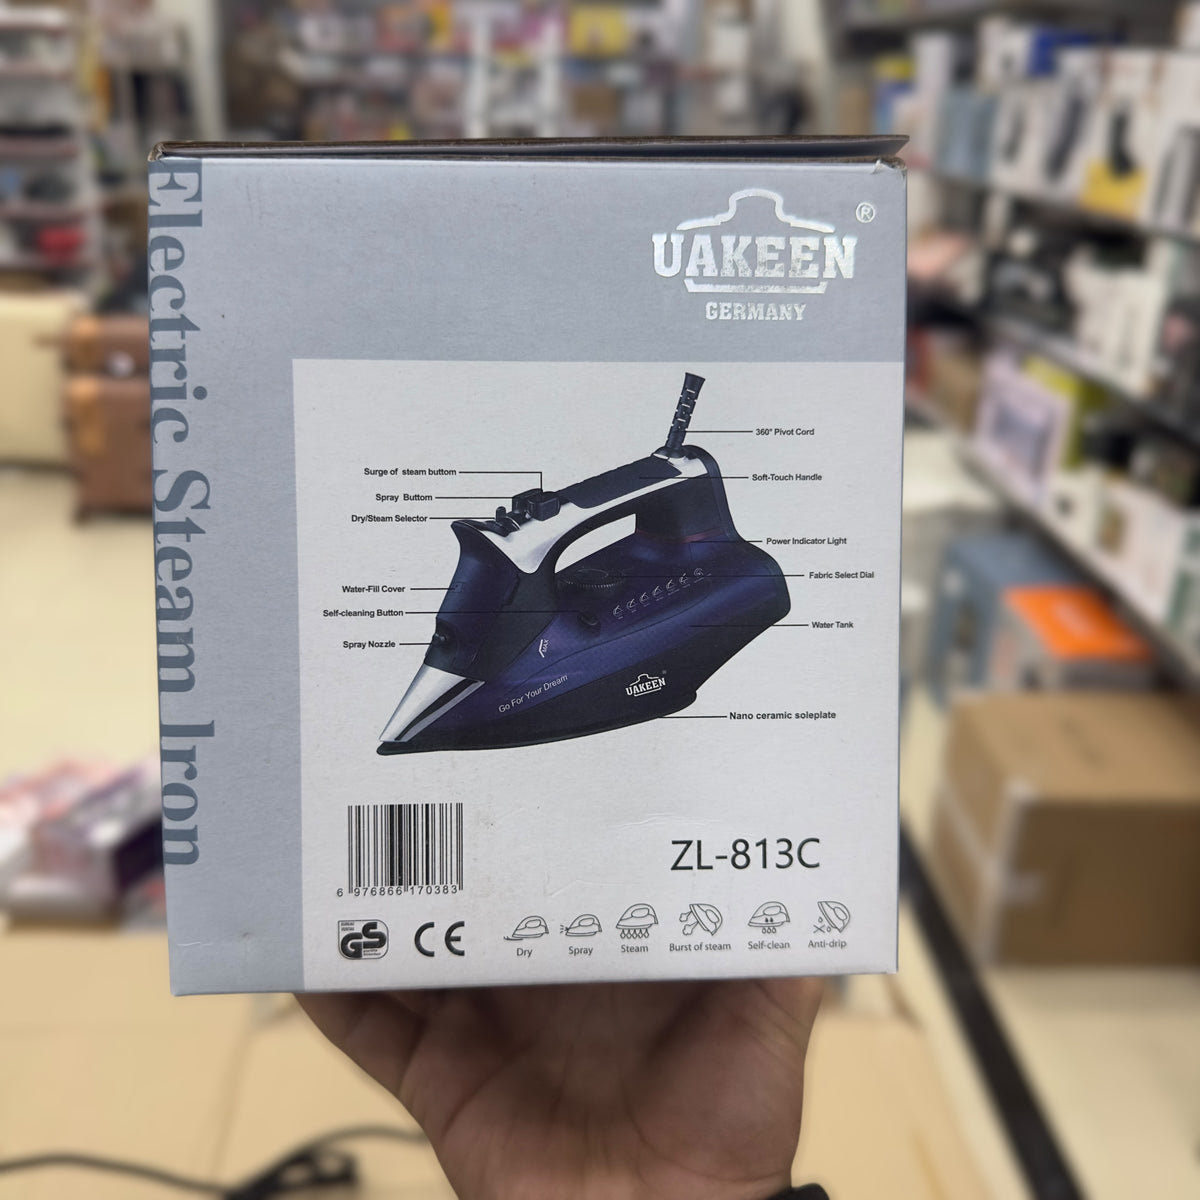 Electric Steam Iron
UAKEEN ®
GERMANY
360° Pivot Cord
Surge of steam buttom
Soft-Touch Handle
Spray Buttom
Dry/Steam Selector
Power Indicator Light
Fabric Select Dial
Water-Fill Cover
Self-cleaning Button
Water Tank
Spray Nozzle
MAX
Go For Your Dream
UAKEEN
Nano ceramic soleplate
ZL-813C
6 976866 170383
GS
CE
Dry
Spray
Steam
Burst of steam
Self-clean
Anti-drip